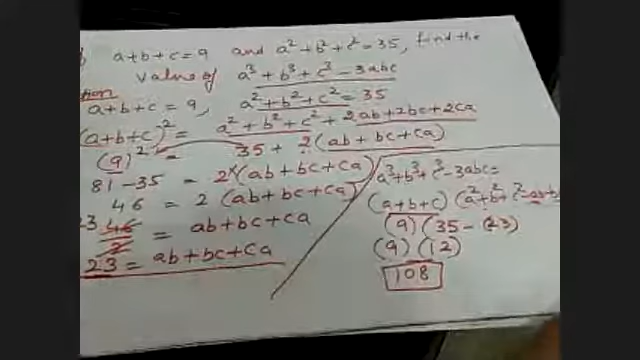 a+b+c=9 and a²+b²+c²=35, find the
value of a³+b³+c³-3abc
a+b+c=9, a²+b²+c²=35
(a+b+c)²= a²+b²+c²+2ab+2bc+2ca
(9)²= 35+2(ab+bc+ca)
81-35 = 2×(ab+bc+ca)
46 = 2(ab+bc+ca)
23 46/2 = ab+bc+ca
23 = ab+bc+ca
a³+b³+c³-3abc=
(a+b+c)(a²+b²+c²-ab+b
(9)(35-(23)
(9)(12)
108